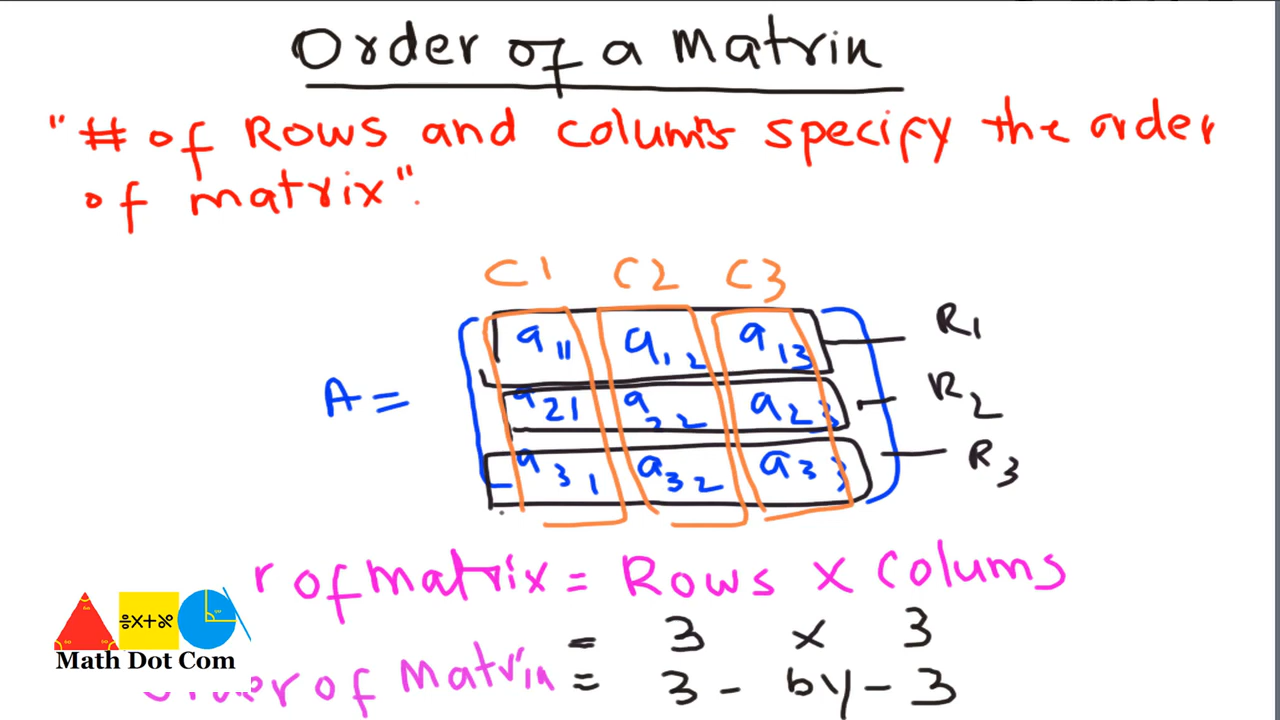 Order of a Matrix
"# of Rows and colums specify the order
of matrix".
C1 C2 C3
a11 a12 a13 R1
A = a21 a22 a23 R2
a31 a32 a33 R3
r of matrix = Rows x Colums
= 3 x 3
Order of Matrix = 3 - by - 3
÷x+%
Math Dot Com